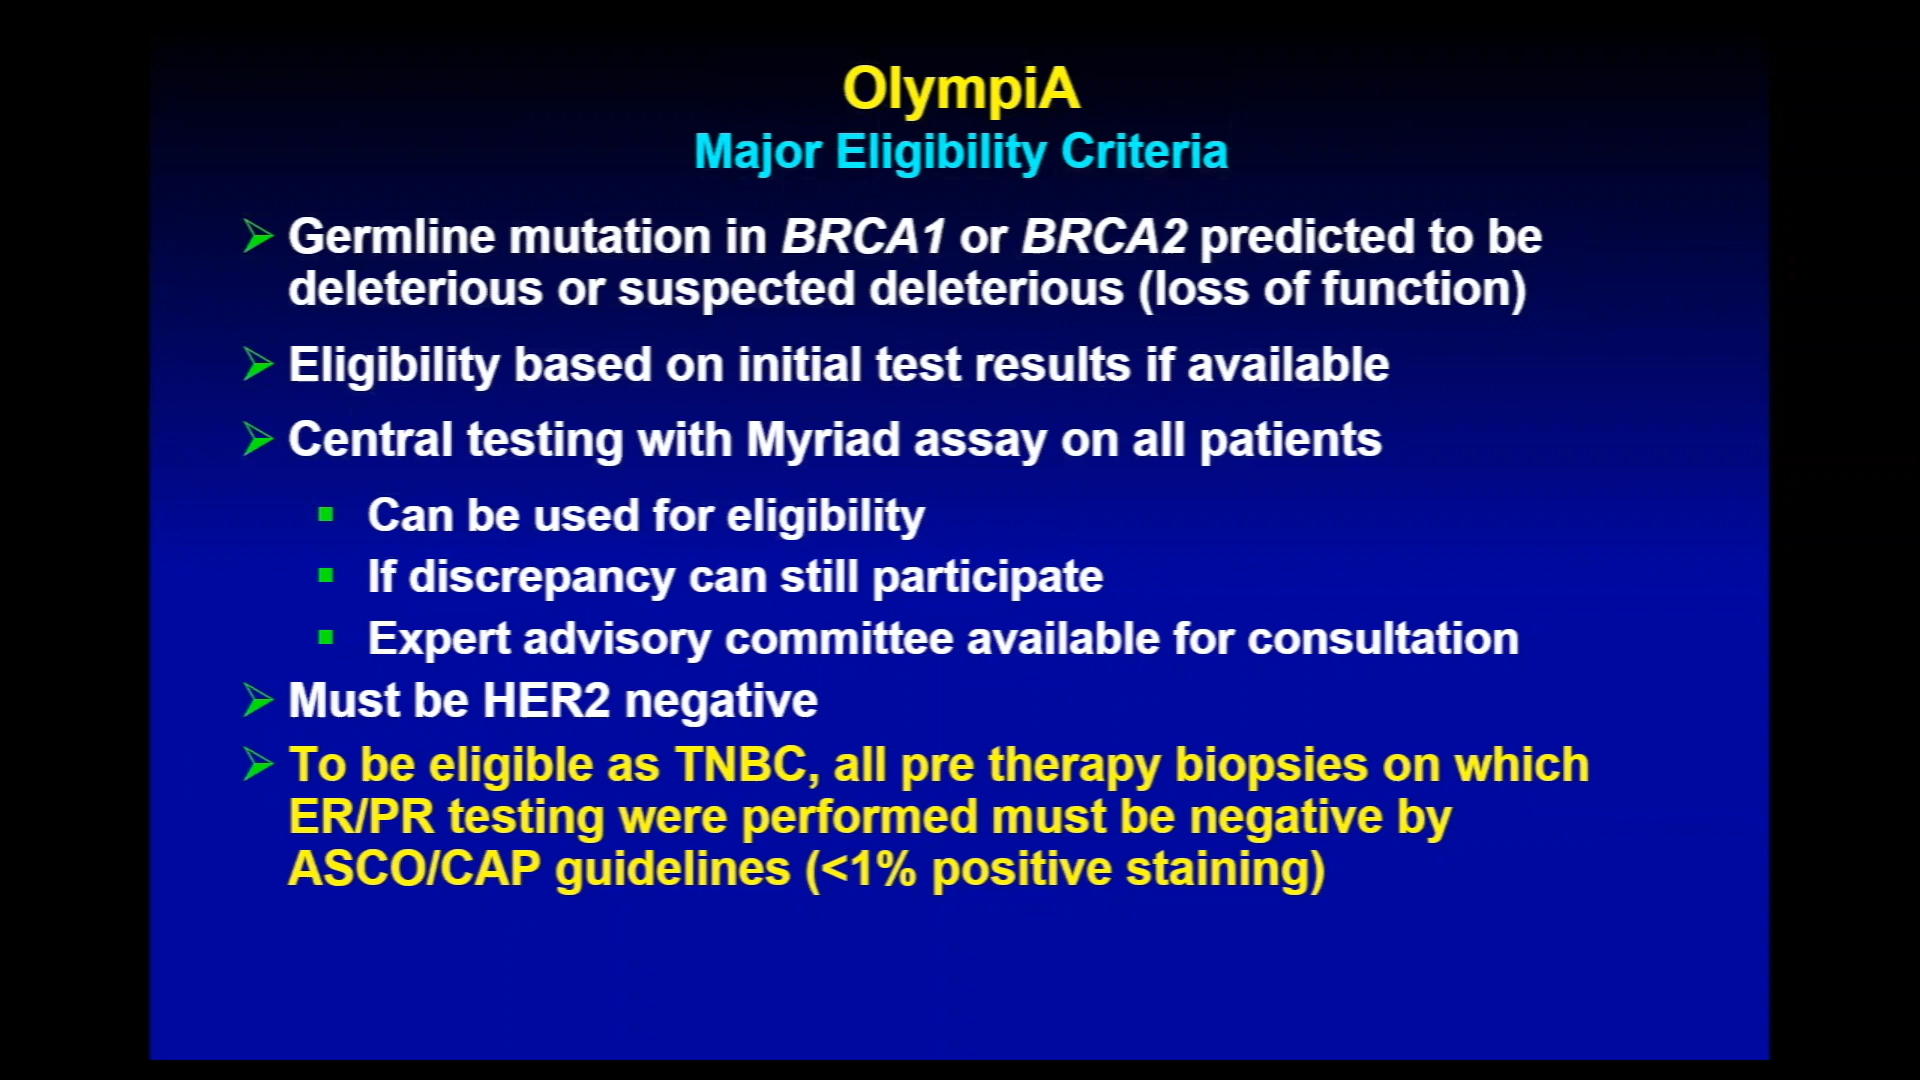 OlympiA
Major Eligibility Criteria
Germline mutation in BRCA1 or BRCA2 predicted to be
deleterious or suspected deleterious (loss of function)
Eligibility based on initial test results if available
Central testing with Myriad assay on all patients
Can be used for eligibility
If discrepancy can still participate
Expert advisory committee available for consultation
Must be HER2 negative
To be eligible as TNBC, all pre therapy biopsies on which
ER/PR testing were performed must be negative by
ASCO/CAP guidelines (<1% positive staining)